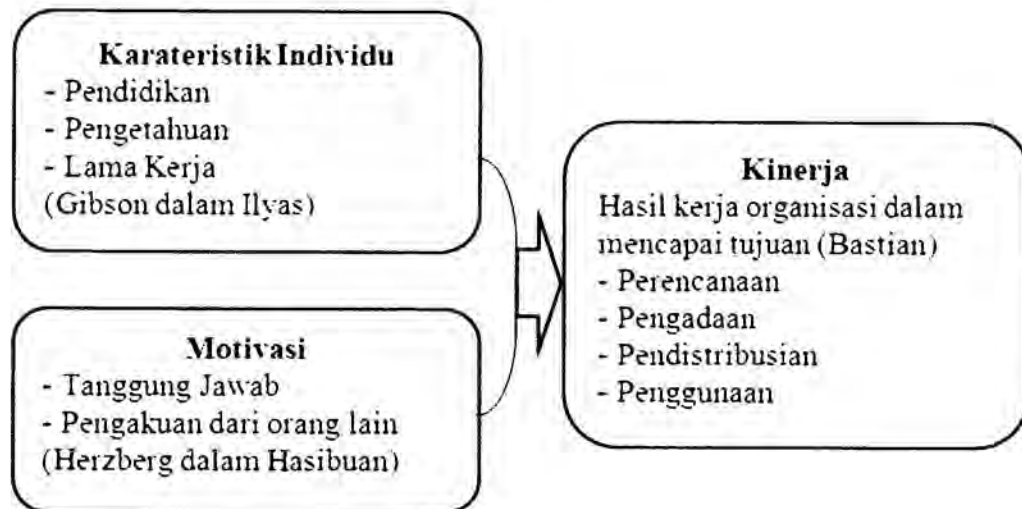 Karateristik Individu
- Pendidikan
- Pengetahuan
- Lama Kerja
(Gibson dalam Ilyas)
Motivasi
- Tanggung Jawab
- Pengakuan dari orang lain
(Herzberg dalam Hasibuan)
Kinerja
Hasil kerja organisasi dalam
mencapai tujuan (Bastian)
- Perencanaan
- Pengadaan
- Pendistribusian
- Penggunaan